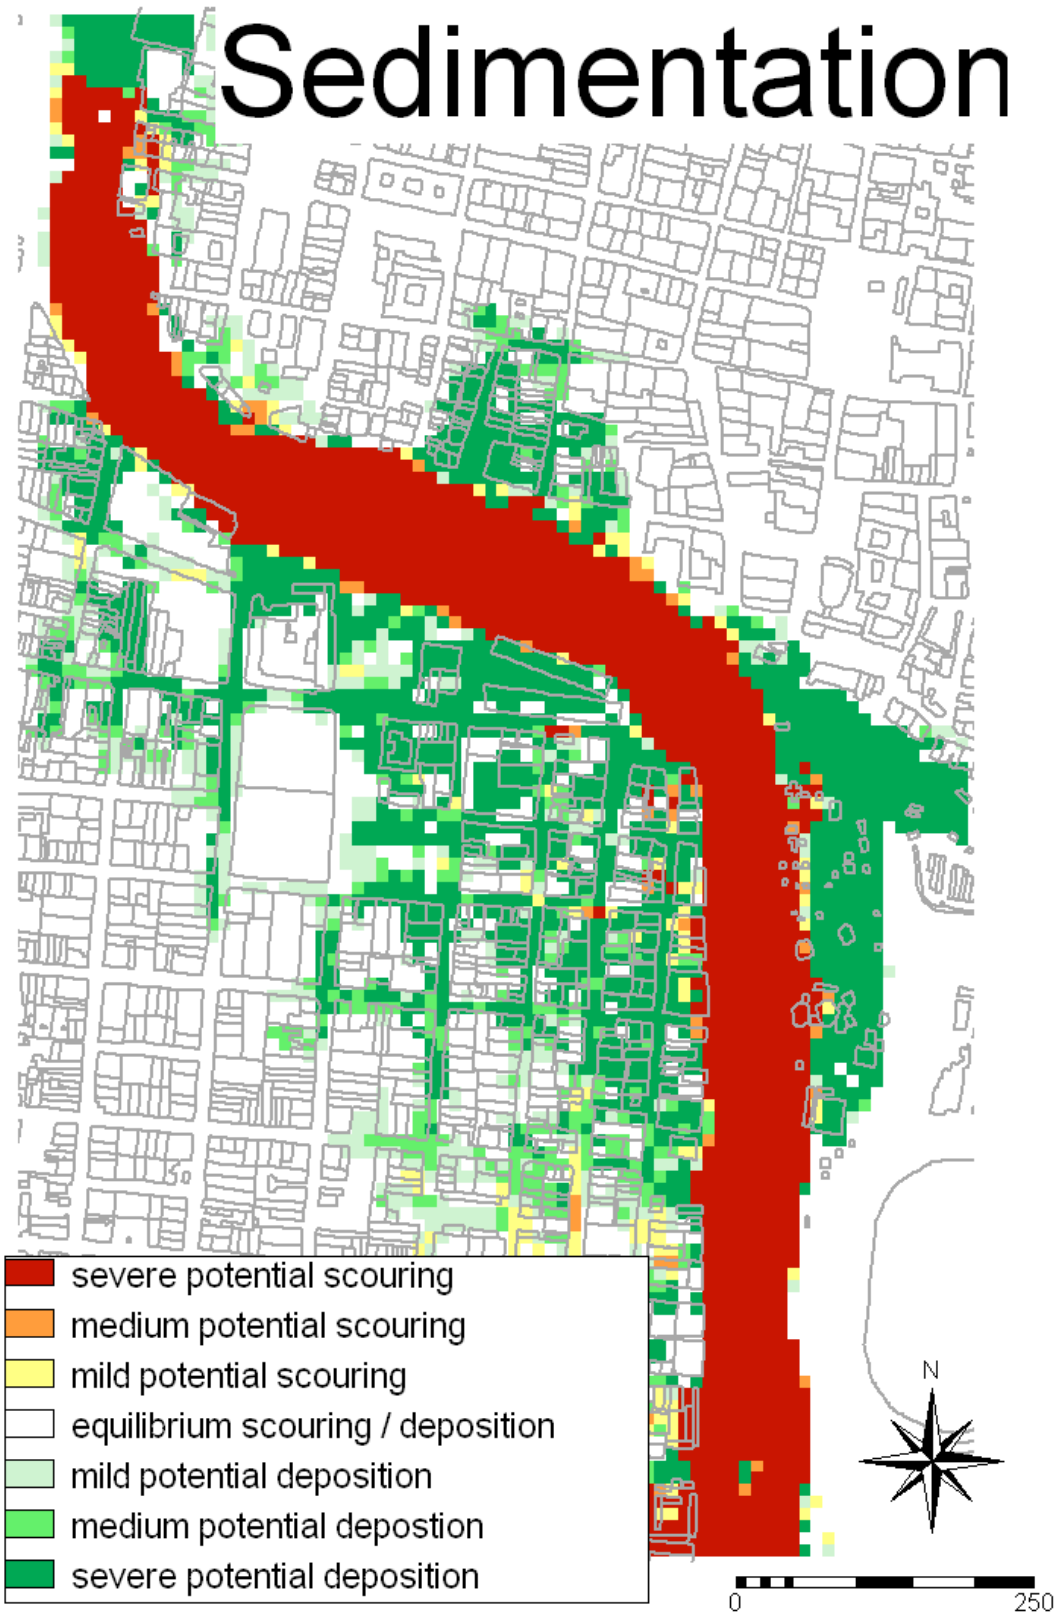 Sedimentation
severe potential scouring
medium potential scouring
mild potential scouring
equilibrium scouring / deposition
mild potential deposition
medium potential depostion
severe potential deposition
N
0 250